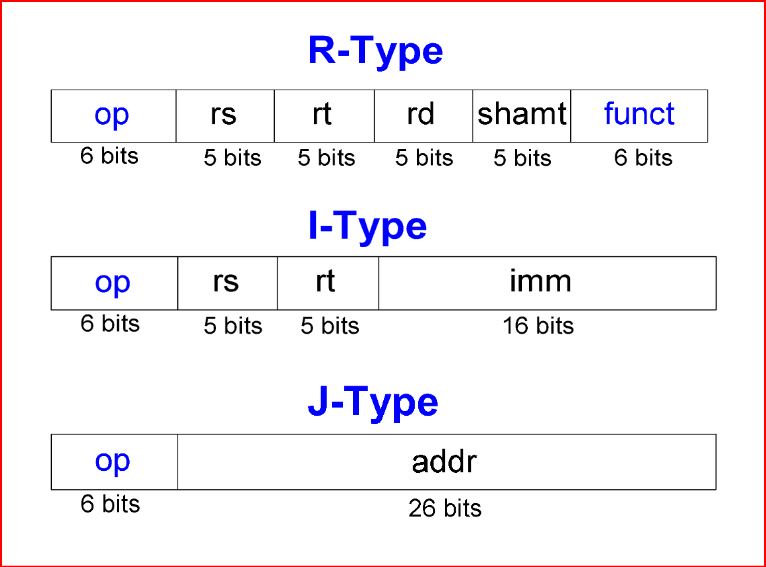 R-Type
op rs rt rd shamt funct
6 bits 5 bits 5 bits 5 bits 5 bits 6 bits
I-Type
op rs rt imm
6 bits 5 bits 5 bits 16 bits
J-Type
op addr
6 bits 26 bits